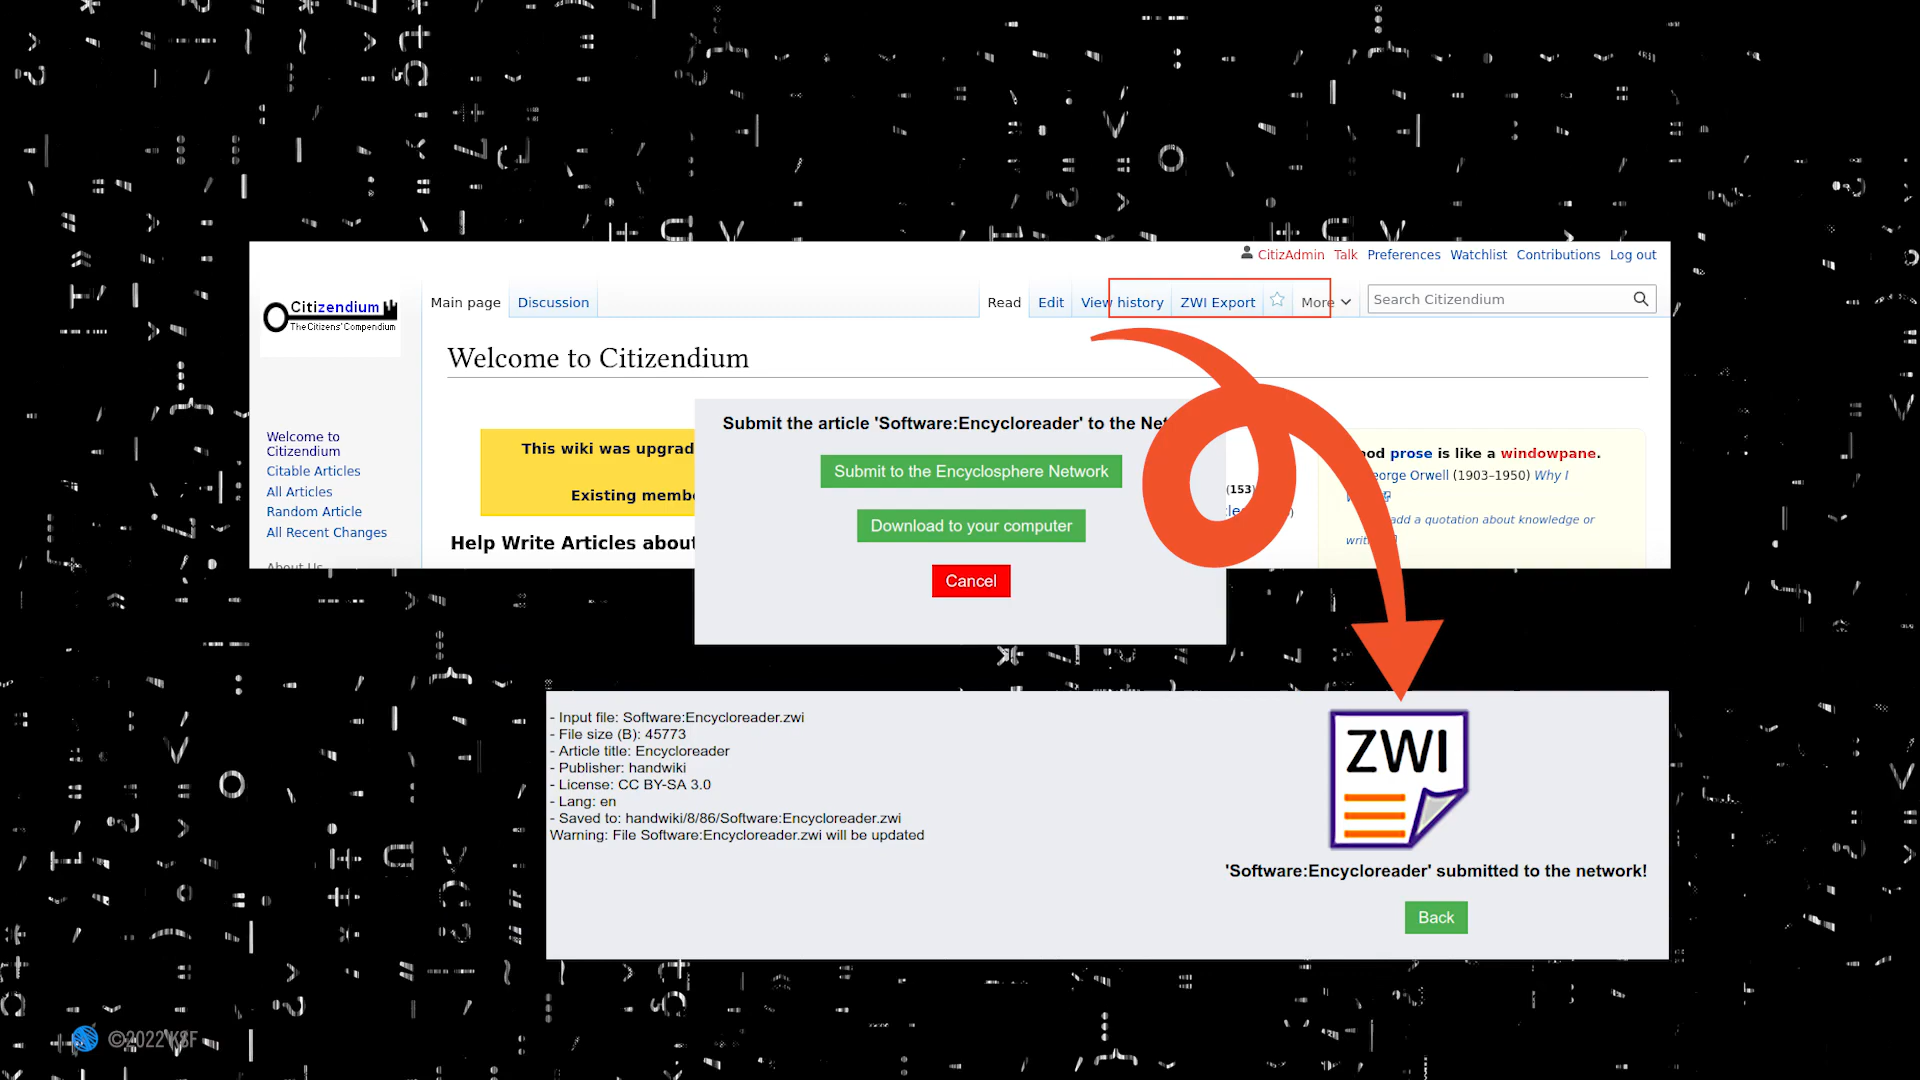 CitizAdmin Talk Preferences Watchlist Contributions Log out
Citizendium
The Citizens' Compendium
Main page Discussion Read Edit View history ZWI Export More Search Citizendium
Welcome to Citizendium
Welcome to
Citizendium
Citable Articles
All Articles
Random Article
All Recent Changes
About Us
This wiki was upgrad
Existing membe
Help Write Articles about
Submit the article 'Software:Encycloreader' to the Net
Submit to the Encyclosphere Network
Download to your computer
Cancel
(153)
ood prose is like a windowpane.
eorge Orwell (1903–1950) Why I
add a quotation about knowledge or
writ
- Input file: Software:Encycloreader.zwi
- File size (B): 45773
- Article title: Encycloreader
- Publisher: handwiki
- License: CC BY-SA 3.0
- Lang: en
- Saved to: handwiki/8/86/Software:Encycloreader.zwi
Warning: File Software:Encycloreader.zwi will be updated
ZWI
'Software:Encycloreader' submitted to the network!
Back
©2022 KSF